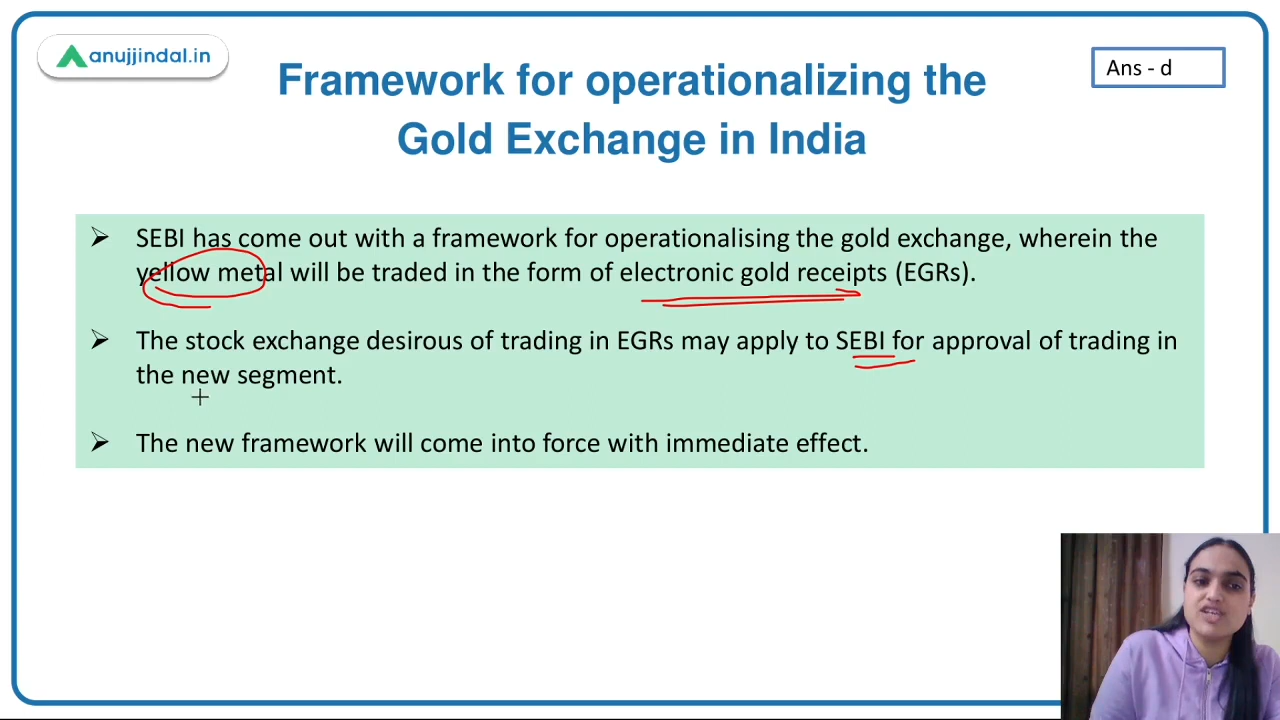 anujjindal.in
Framework for operationalizing the
Gold Exchange in India
Ans - d
➢ SEBI has come out with a framework for operationalising the gold exchange, wherein the
yellow metal will be traded in the form of electronic gold receipts (EGRs).
➢ The stock exchange desirous of trading in EGRs may apply to SEBI for approval of trading in
the new segment.
➢ The new framework will come into force with immediate effect.